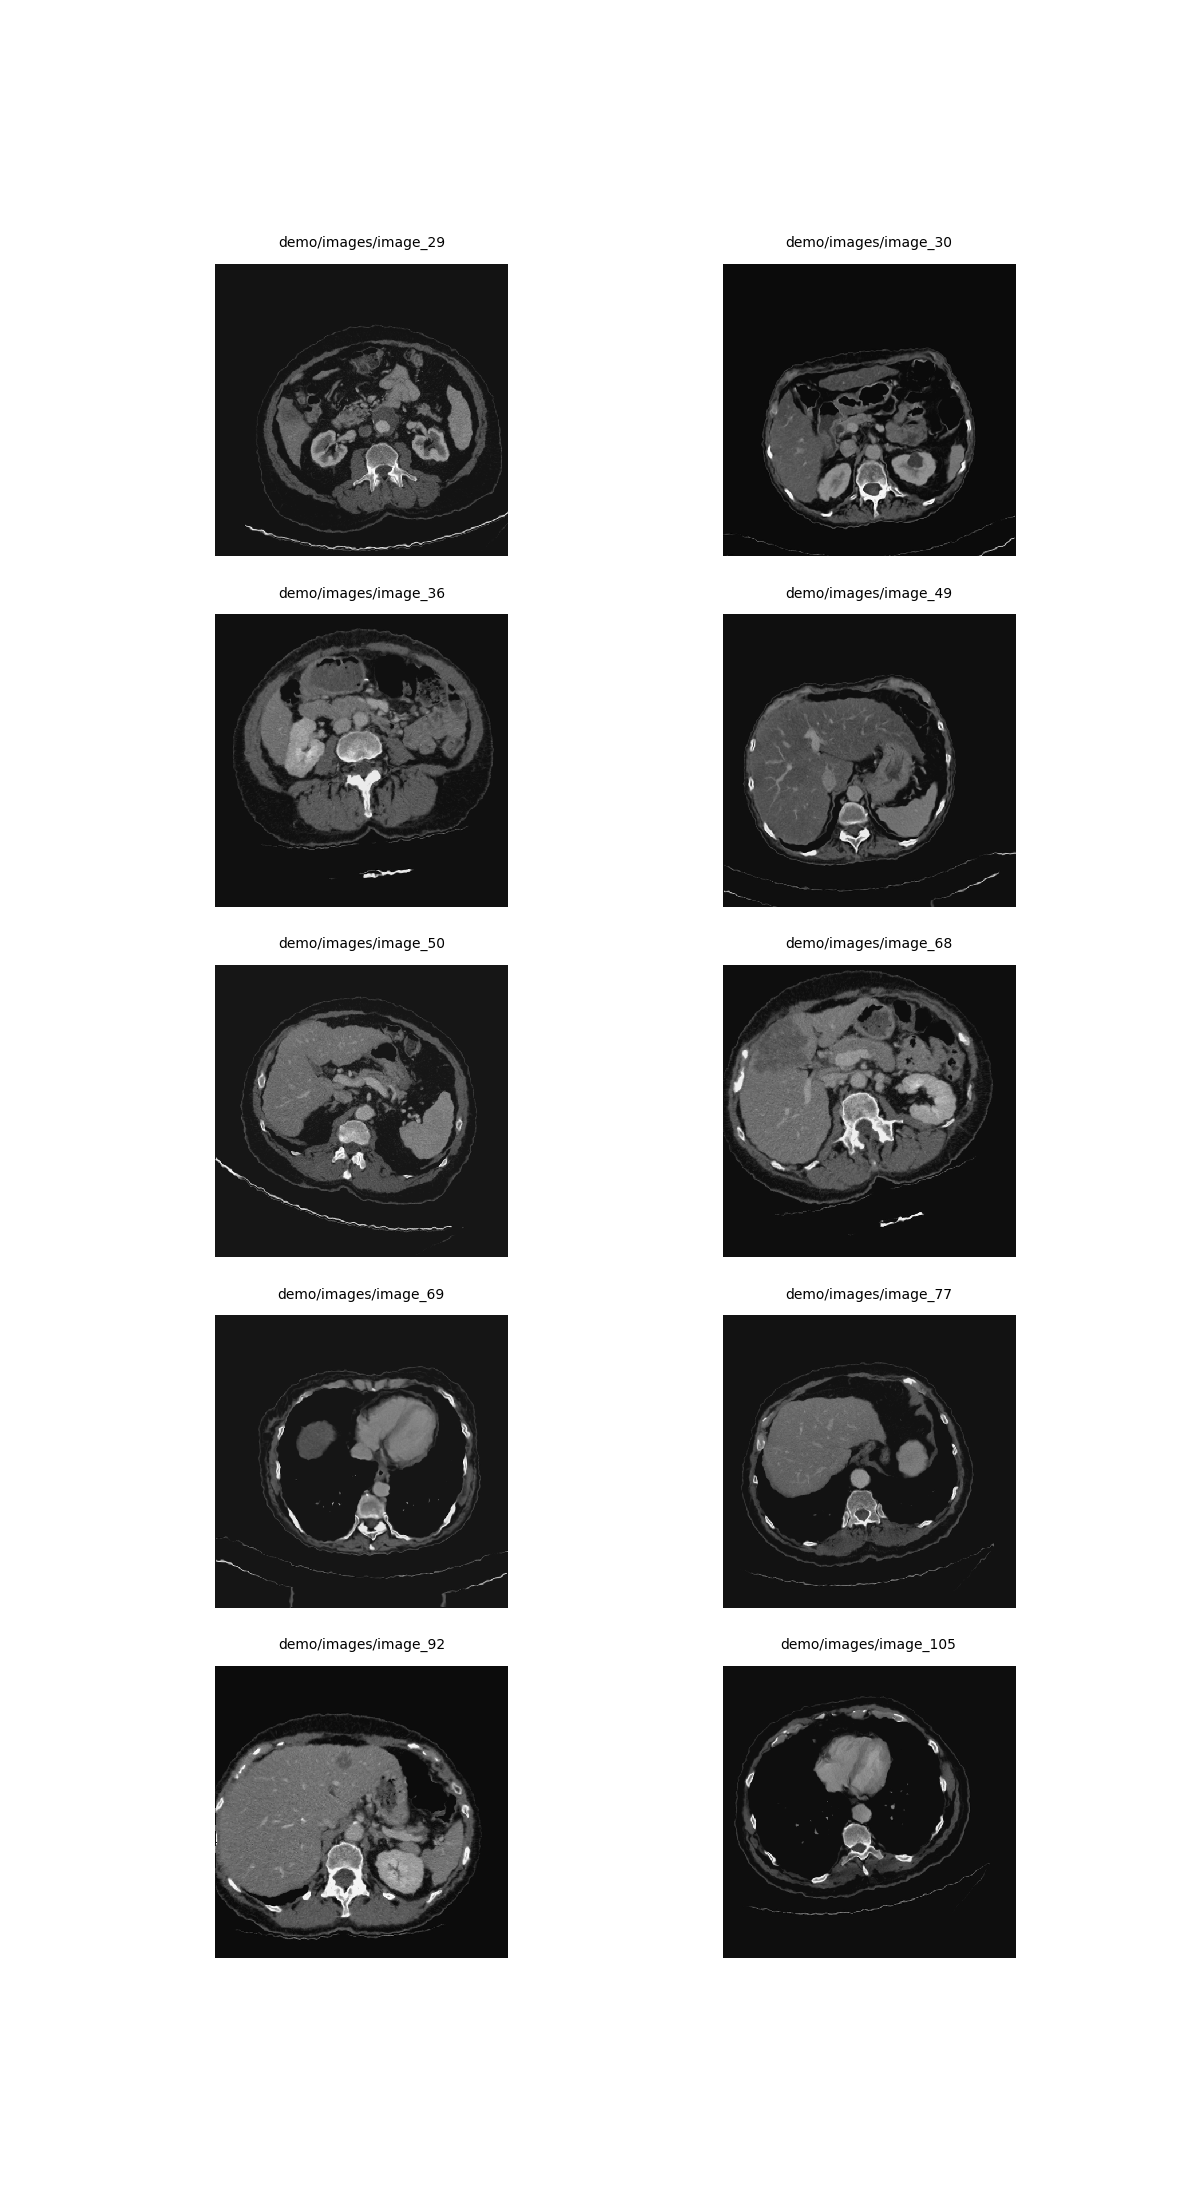 demo/images/image_29
demo/images/image_30
demo/images/image_36
demo/images/image_49
demo/images/image_50
demo/images/image_68
demo/images/image_69
demo/images/image_77
demo/images/image_92
demo/images/image_105